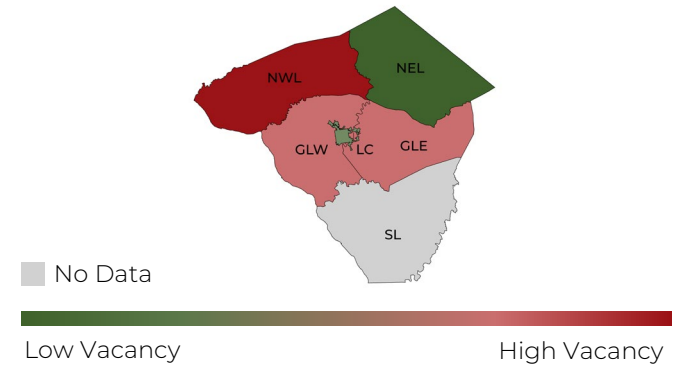 NEL
NWL
GLW
LC
GLE
SL
No Data
Low Vacancy
High Vacancy